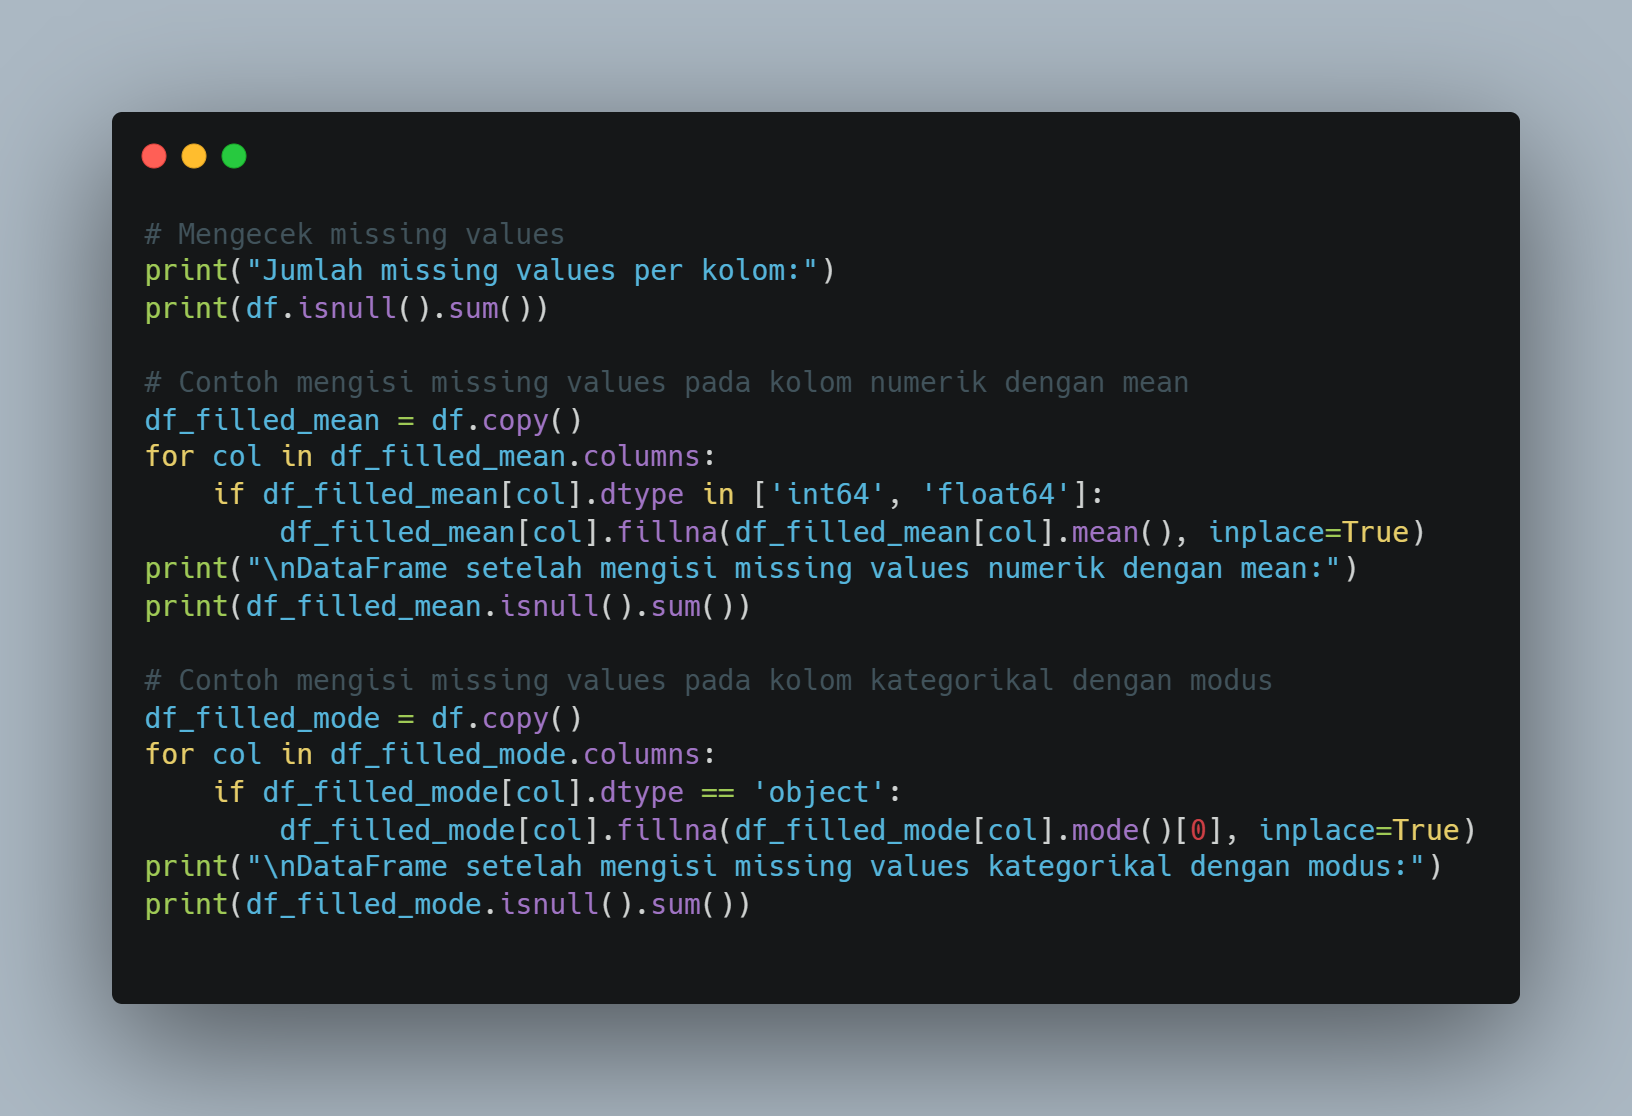 # Mengecek missing values
print("Jumlah missing values per kolom:")
print(df.isnull().sum())

# Contoh mengisi missing values pada kolom numerik dengan mean
df_filled_mean = df.copy()
for col in df_filled_mean.columns:
    if df_filled_mean[col].dtype in ['int64', 'float64']:
        df_filled_mean[col].fillna(df_filled_mean[col].mean(), inplace=True)
print("\nDataFrame setelah mengisi missing values numerik dengan mean:")
print(df_filled_mean.isnull().sum())

# Contoh mengisi missing values pada kolom kategorikal dengan modus
df_filled_mode = df.copy()
for col in df_filled_mode.columns:
    if df_filled_mode[col].dtype == 'object':
        df_filled_mode[col].fillna(df_filled_mode[col].mode()[0], inplace=True)
print("\nDataFrame setelah mengisi missing values kategorikal dengan modus:")
print(df_filled_mode.isnull().sum())